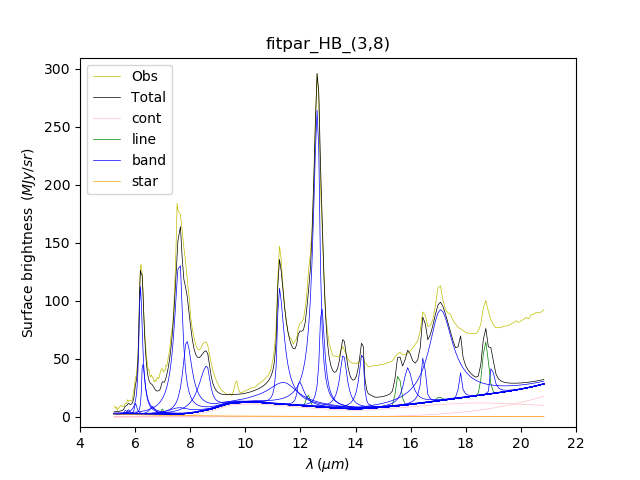 fitpar_HB_(3,8)
Surface brightness (MJy/sr)
300
250
200
150
100
50
0
Obs
Total
cont
line
band
star
4 6 8 10 12 14 16 18 20 22
λ (μm)